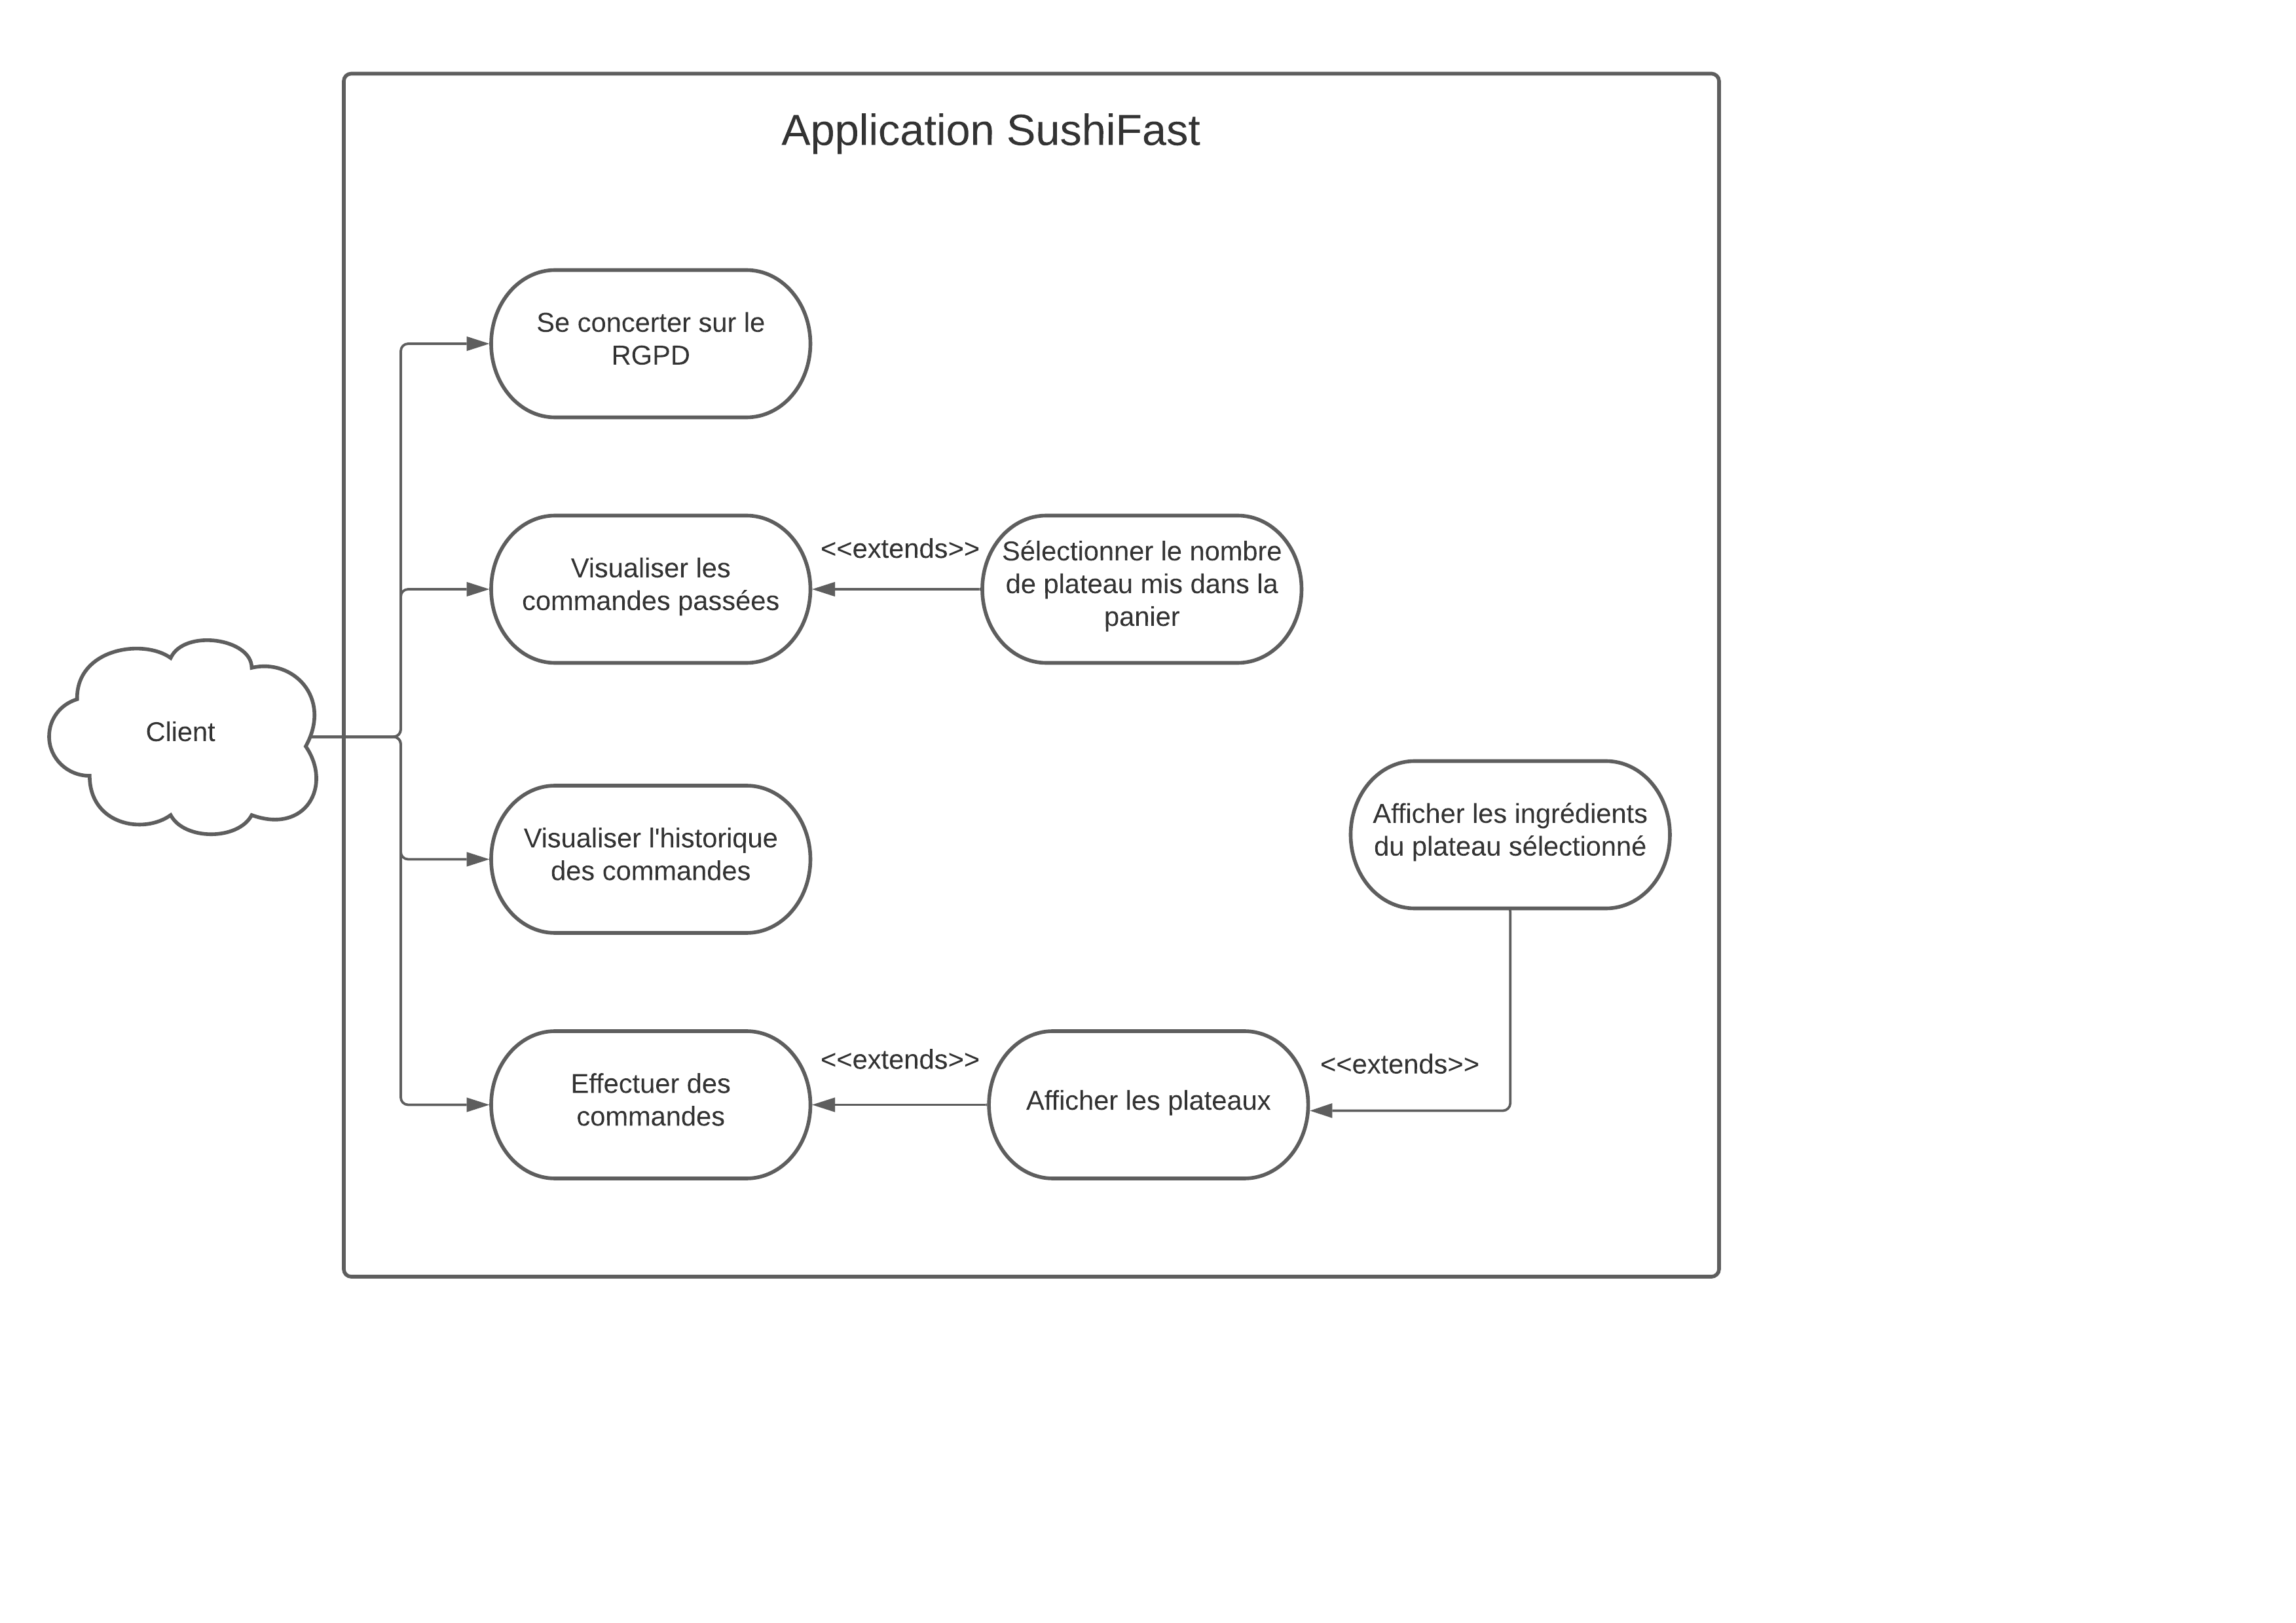 Application SushiFast
Se concerter sur le
RGPD
Visualiser les
commandes passées
<<extends>>
Sélectionner le nombre
de plateau mis dans la
panier
Client
Visualiser l'historique
des commandes
Afficher les ingrédients
du plateau sélectionné
Effectuer des
commandes
<<extends>>
Afficher les plateaux
<<extends>>